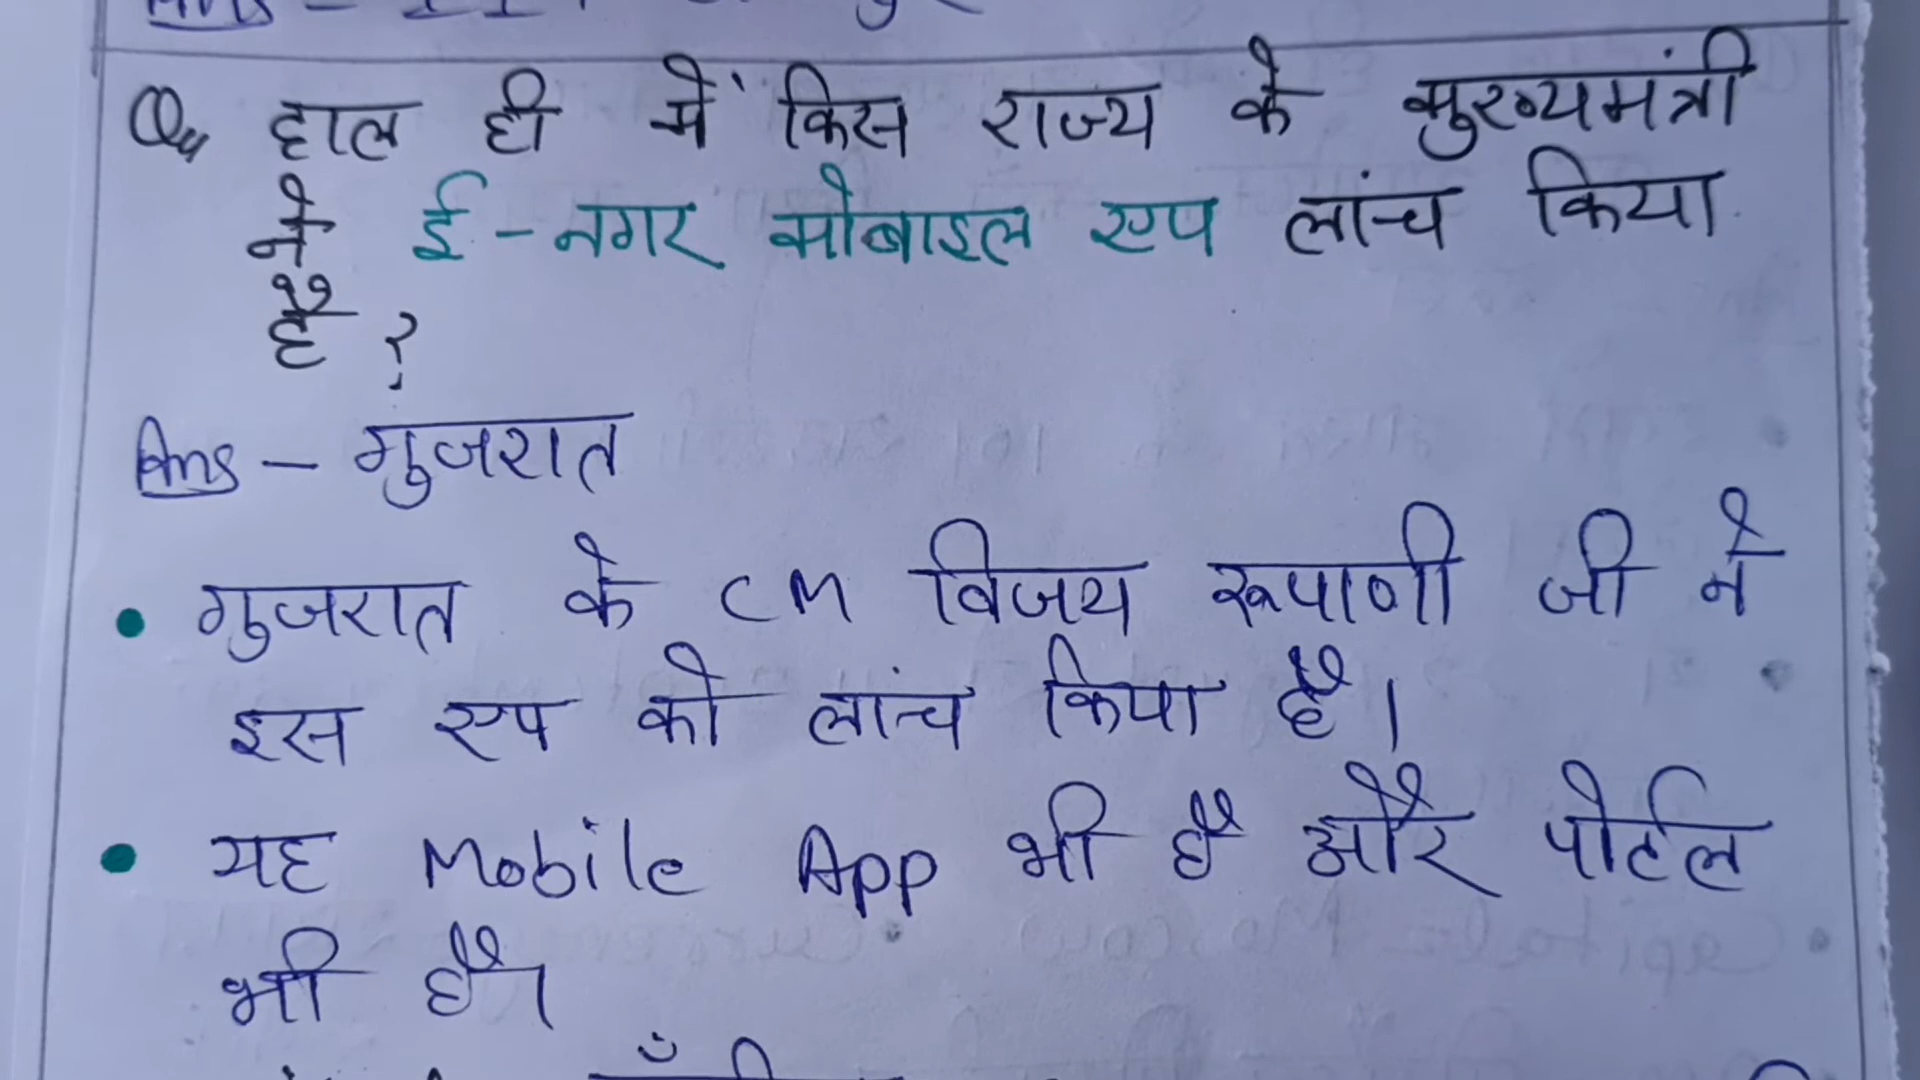 Q. हाल ही में किस राज्य के मुख्यमंत्री
ने ई-नगर मोबाइल एप लांच किया
है ?
Ans - गुजरात
• गुजरात के CM विजय रूपाणी जी ने
इस एप को लांच किया है।
• यह Mobile App भी है और पोर्टल
भी है।